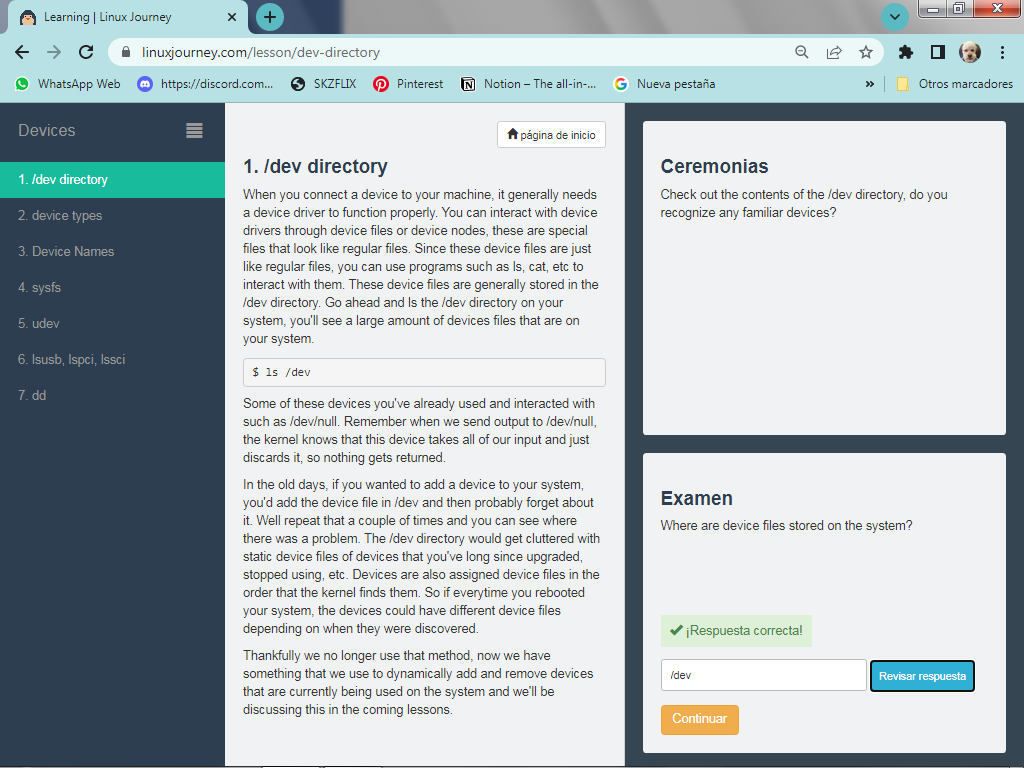 Learning | Linux Journey
linuxjourney.com/lesson/dev-directory
WhatsApp Web
https://discord.com...
SKZFLIX
Pinterest
Notion – The all-in-...
Nueva pestaña
»
Otros marcadores
Devices
1. /dev directory
2. device types
3. Device Names
4. sysfs
5. udev
6. lsusb, lspci, lssci
7. dd
página de inicio
1. /dev directory
When you connect a device to your machine, it generally needs
a device driver to function properly. You can interact with device
drivers through device files or device nodes, these are special
files that look like regular files. Since these device files are just
like regular files, you can use programs such as ls, cat, etc to
interact with them. These device files are generally stored in the
/dev directory. Go ahead and ls the /dev directory on your
system, you'll see a large amount of devices files that are on
your system.
$ ls /dev
Some of these devices you've already used and interacted with
such as /dev/null. Remember when we send output to /dev/null,
the kernel knows that this device takes all of our input and just
discards it, so nothing gets returned.
In the old days, if you wanted to add a device to your system,
you'd add the device file in /dev and then probably forget about
it. Well repeat that a couple of times and you can see where
there was a problem. The /dev directory would get cluttered with
static device files of devices that you've long since upgraded,
stopped using, etc. Devices are also assigned device files in the
order that the kernel finds them. So if everytime you rebooted
your system, the devices could have different device files
depending on when they were discovered.
Thankfully we no longer use that method, now we have
something that we use to dynamically add and remove devices
that are currently being used on the system and we'll be
discussing this in the coming lessons.
Ceremonias
Check out the contents of the /dev directory, do you
recognize any familiar devices?
Examen
Where are device files stored on the system?
¡Respuesta correcta!
/dev
Revisar respuesta
Continuar